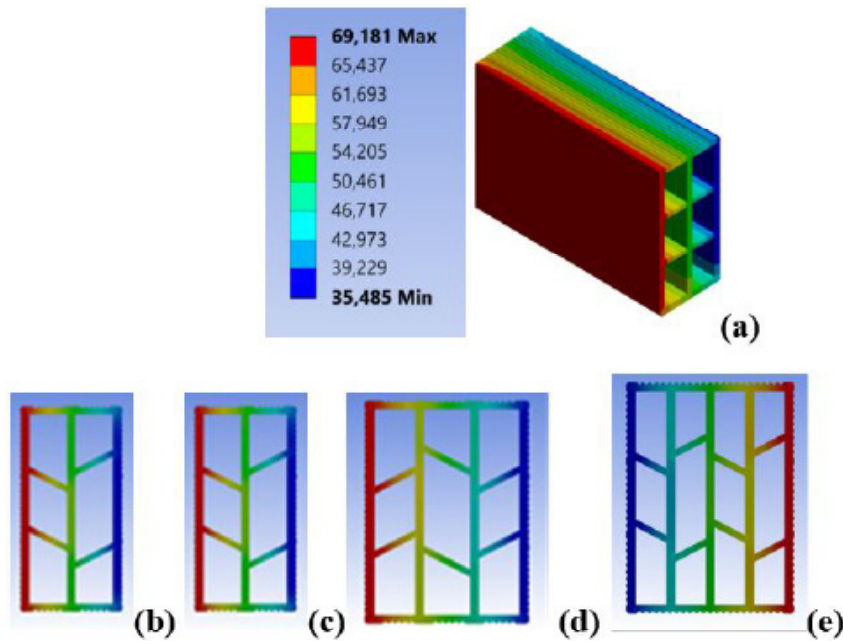 69,181 Max
65,437
61,693
57,949
54,205
50,461
46,717
42,973
39,229
35,485 Min
(a)
(b)
(c)
(d)
(e)